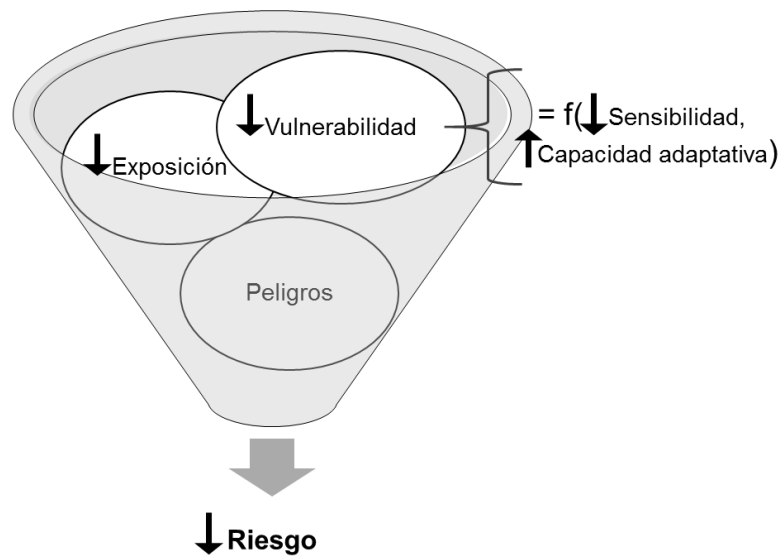 ↓Vulnerabilidad
= f(↓Sensibilidad,
↑Capacidad adaptativa)
↓Exposición
Peligros
↓Riesgo